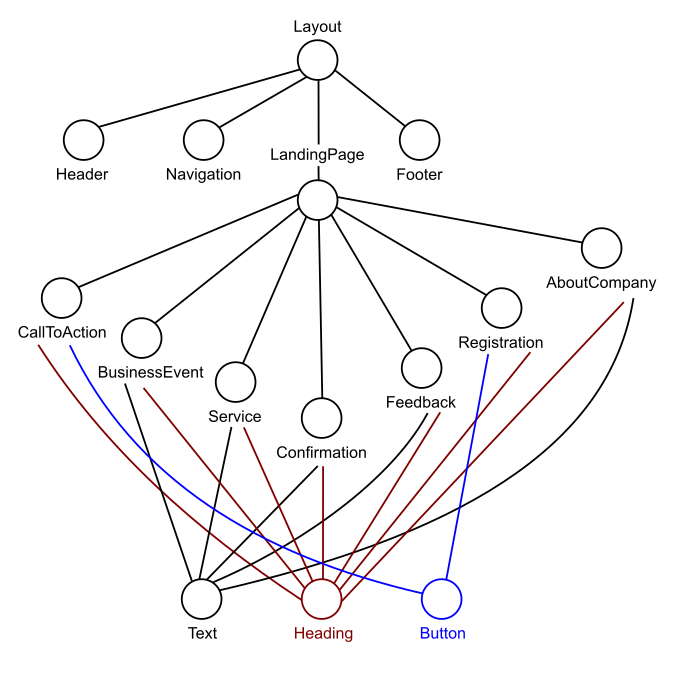 Layout
Header
Navigation
LandingPage
Footer
CallToAction
BusinessEvent
Service
Confirmation
Feedback
Registration
AboutCompany
Text
Heading
Button